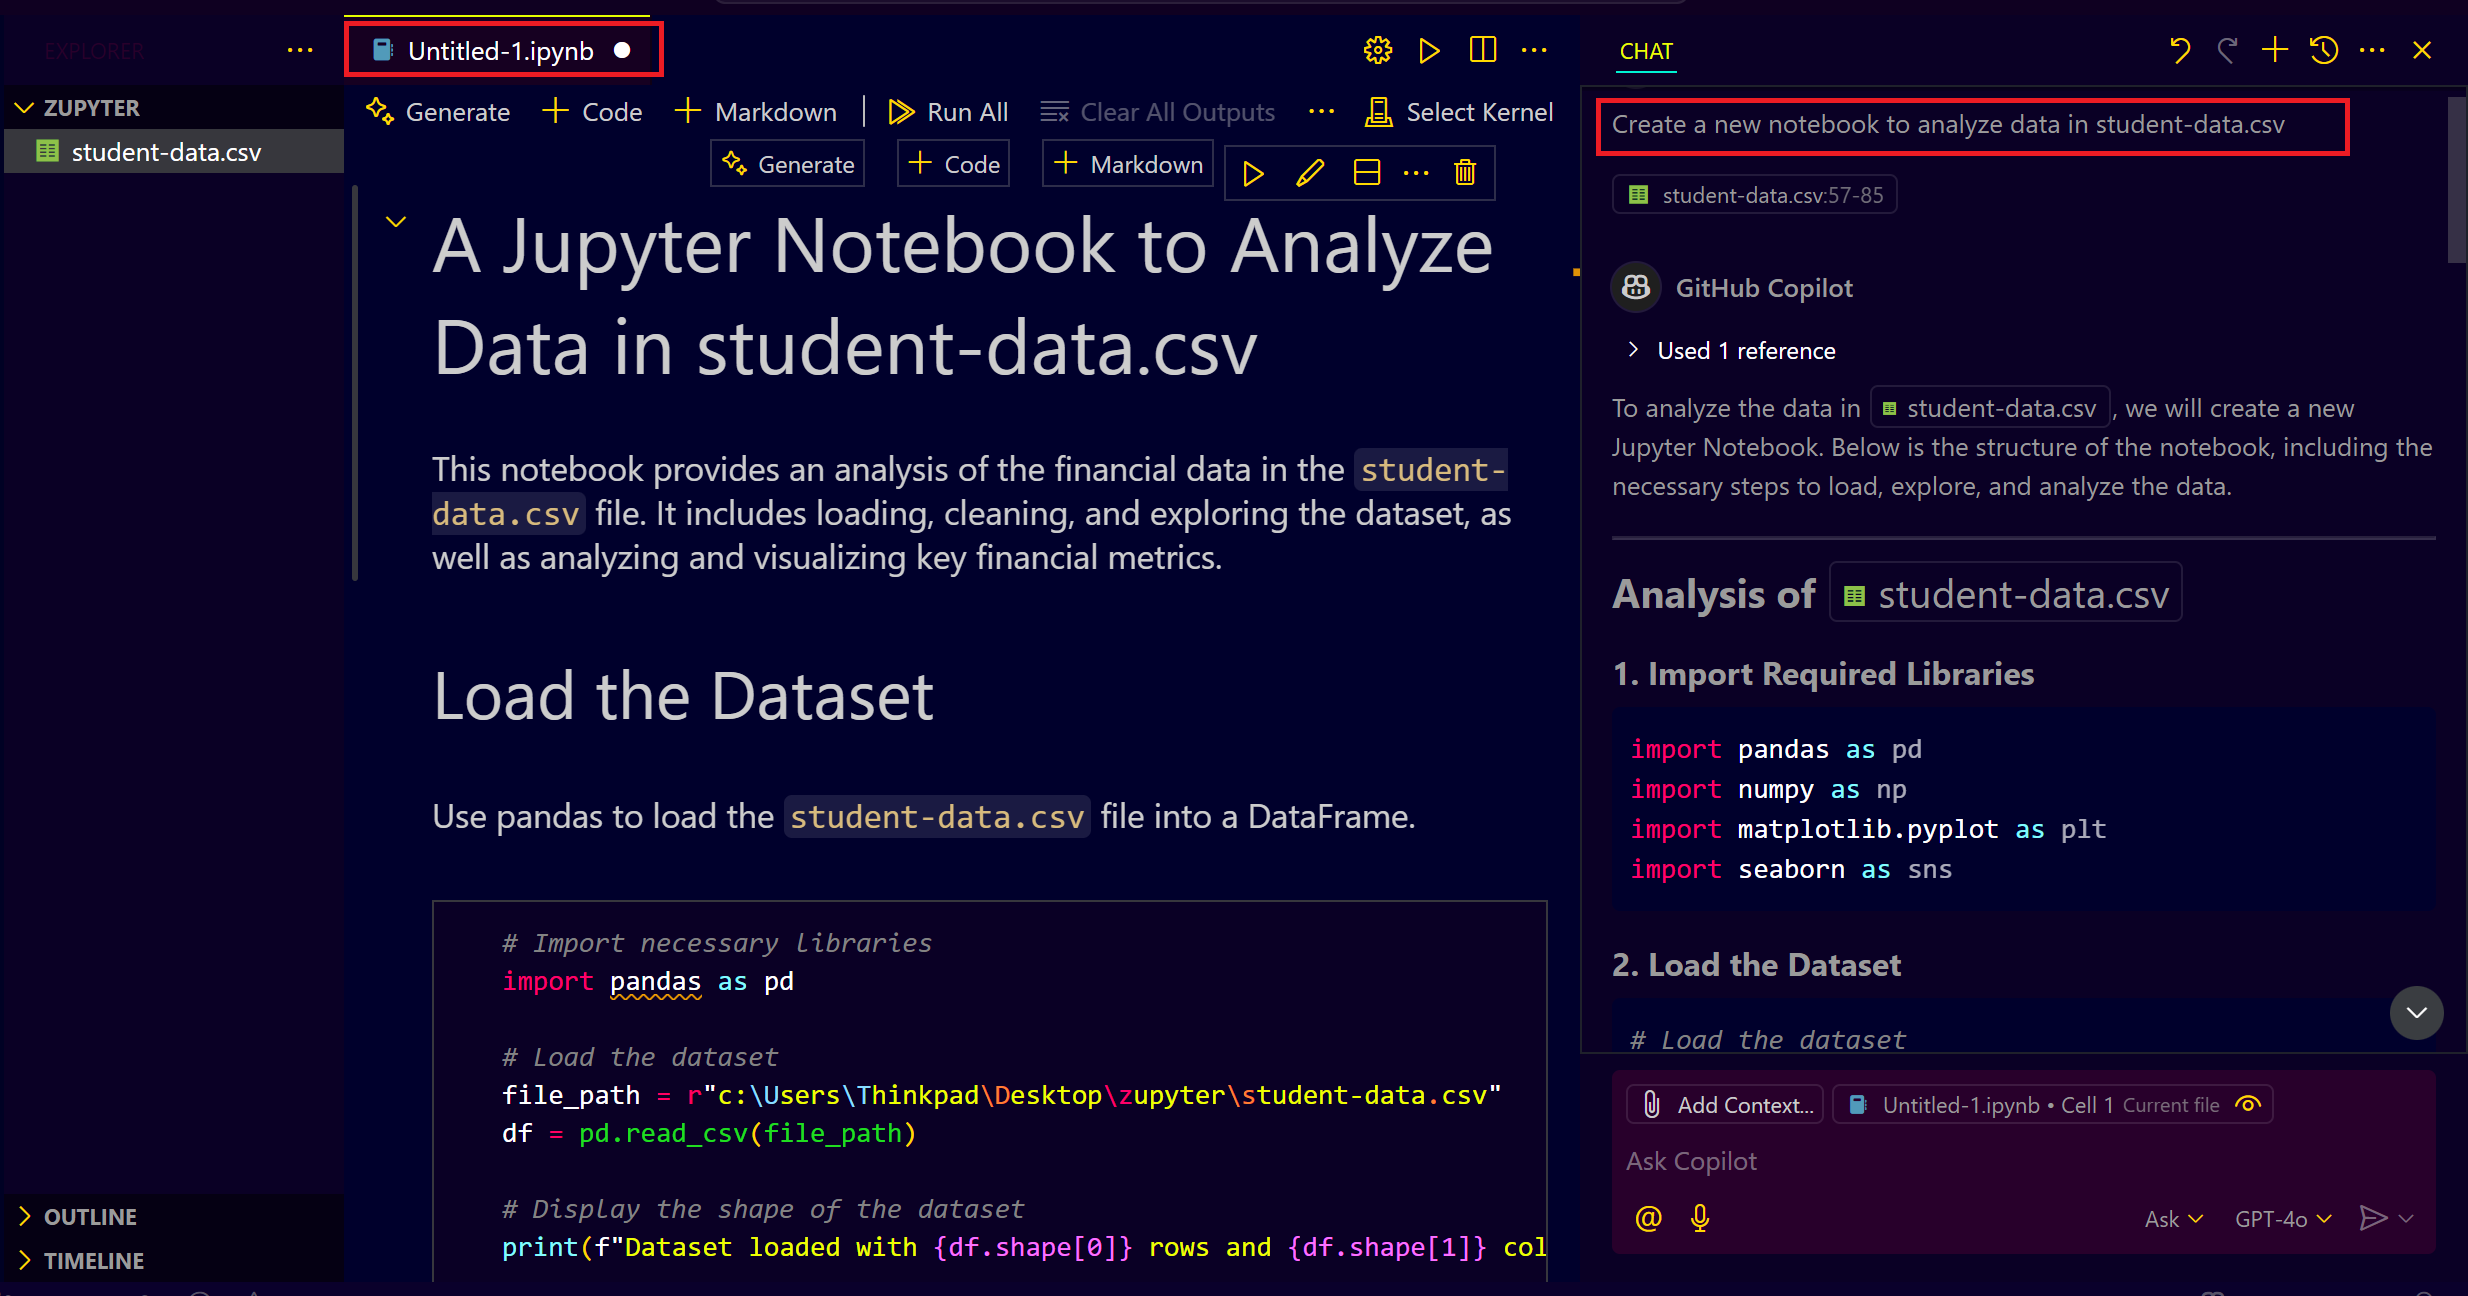 EXPLORER
ZUPYTER
student-data.csv
OUTLINE
TIMELINE
Untitled-1.ipynb
Generate
Code
Markdown
Run All
Clear All Outputs
Select Kernel
Generate
Code
Markdown
A Jupyter Notebook to Analyze
Data in student-data.csv
This notebook provides an analysis of the financial data in the student-
data.csv file. It includes loading, cleaning, and exploring the dataset, as
well as analyzing and visualizing key financial metrics.
Load the Dataset
Use pandas to load the student-data.csv file into a DataFrame.
# Import necessary libraries
import pandas as pd
# Load the dataset
file_path = r"c:\Users\Thinkpad\Desktop\zupyter\student-data.csv"
df = pd.read_csv(file_path)
# Display the shape of the dataset
print(f"Dataset loaded with {df.shape[0]} rows and {df.shape[1]} col
CHAT
Create a new notebook to analyze data in student-data.csv
student-data.csv:57-85
GitHub Copilot
Used 1 reference
To analyze the data in student-data.csv , we will create a new
Jupyter Notebook. Below is the structure of the notebook, including the
necessary steps to load, explore, and analyze the data.
Analysis of student-data.csv
1. Import Required Libraries
import pandas as pd
import numpy as np
import matplotlib.pyplot as plt
import seaborn as sns
2. Load the Dataset
# Load the dataset
Add Context...
Untitled-1.ipynb • Cell 1 Current file
Ask Copilot
@
Ask
GPT-4o